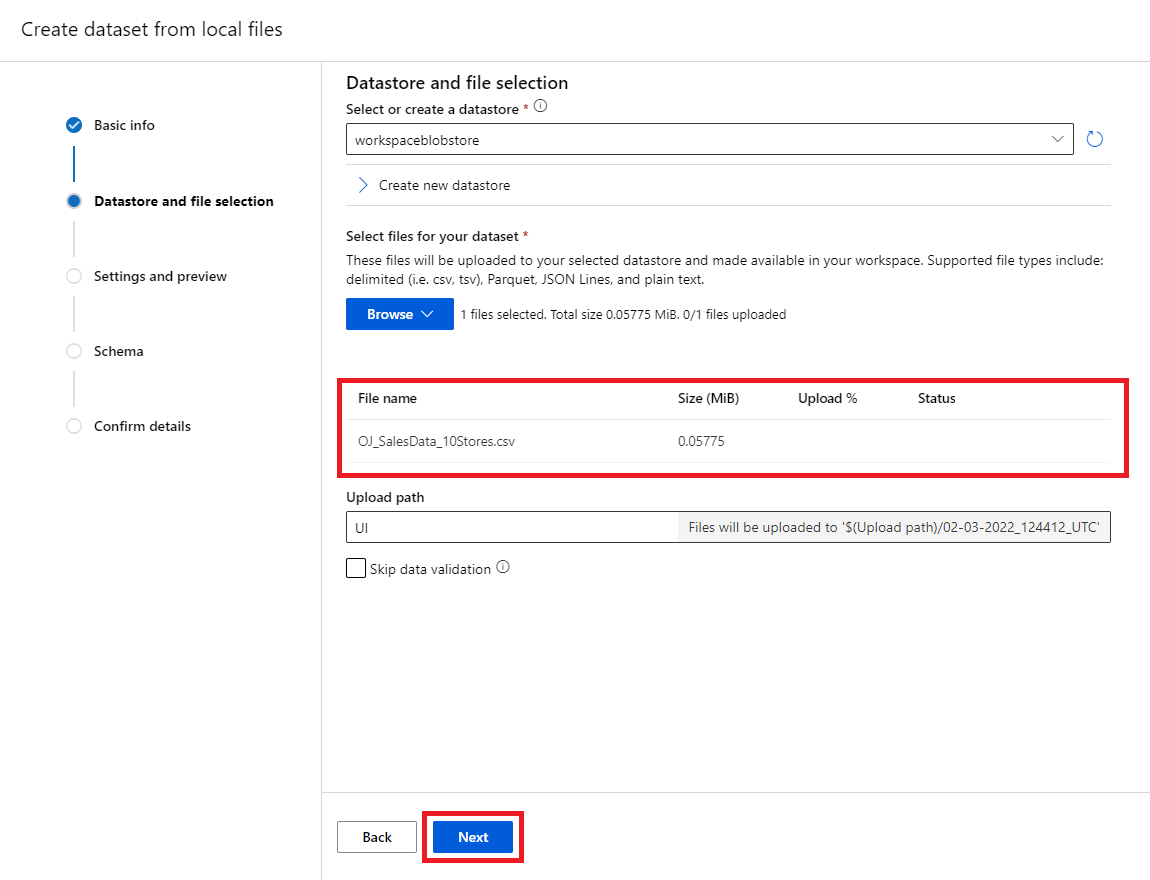 Create dataset from local files
Basic info
Datastore and file selection
Settings and preview
Schema
Confirm details
Datastore and file selection
Select or create a datastore *
workspaceblobstore
Create new datastore
Select files for your dataset *
These files will be uploaded to your selected datastore and made available in your workspace. Supported file types include:
delimited (i.e. csv, tsv), Parquet, JSON Lines, and plain text.
Browse 1 files selected. Total size 0.05775 MiB. 0/1 files uploaded
File name Size (MiB) Upload % Status
OJ_SalesData_10Stores.csv 0.05775
Upload path
UI Files will be uploaded to '$(Upload path)/02-03-2022_124412_UTC'
Skip data validation
Back Next